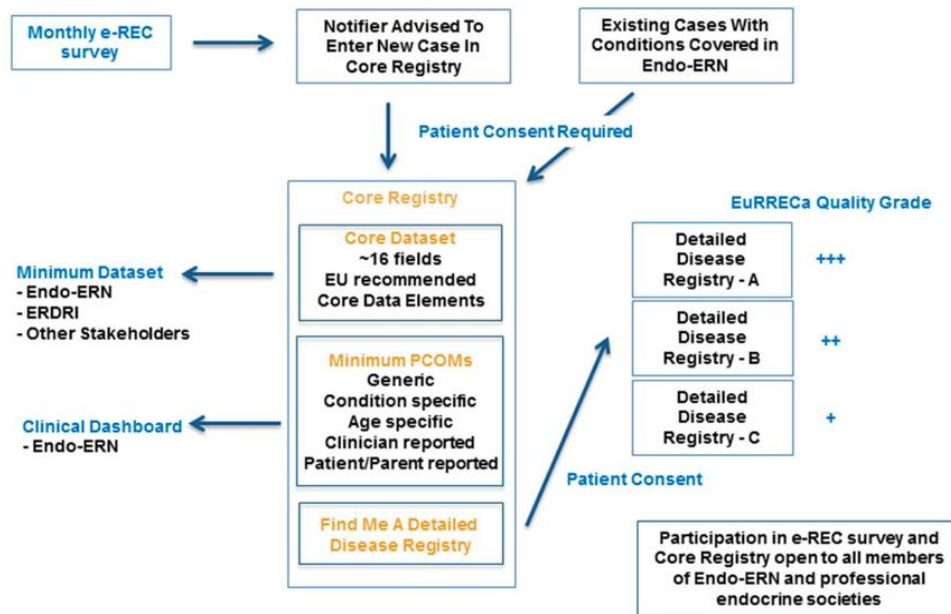 Monthly e-REC
survey
Notifier Advised To
Enter New Case In
Core Registry
Existing Cases With
Conditions Covered in
Endo-ERN
Patient Consent Required
Core Registry
Core Dataset
~16 fields
EU recommended
Core Data Elements
Minimum Dataset
- Endo-ERN
- ERDRI
- Other Stakeholders
Minimum PCOMs
Generic
Condition specific
Age specific
Clinician reported
Patient/Parent reported
Clinical Dashboard
- Endo-ERN
Find Me A Detailed
Disease Registry
Patient Consent
EuRRECa Quality Grade
Detailed
Disease
Registry - A
+++
Detailed
Disease
Registry - B
++
Detailed
Disease
Registry - C
+
Participation in e-REC survey and
Core Registry open to all members
of Endo-ERN and professional
endocrine societies